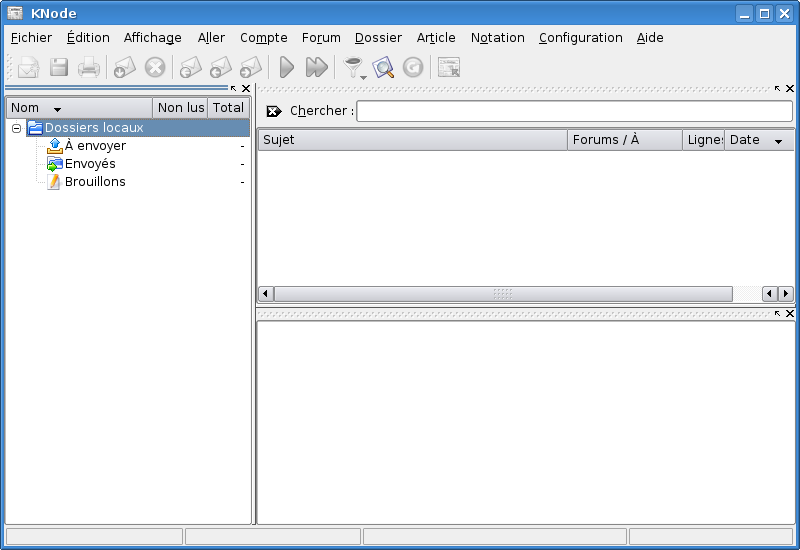 KNode
Fichier Édition Affichage Aller Compte Forum Dossier Article Notation Configuration Aide
Nom Non lus Total
Dossiers locaux
À envoyer -
Envoyés -
Brouillons -
Chercher :
Sujet Forums / À Lignes Date